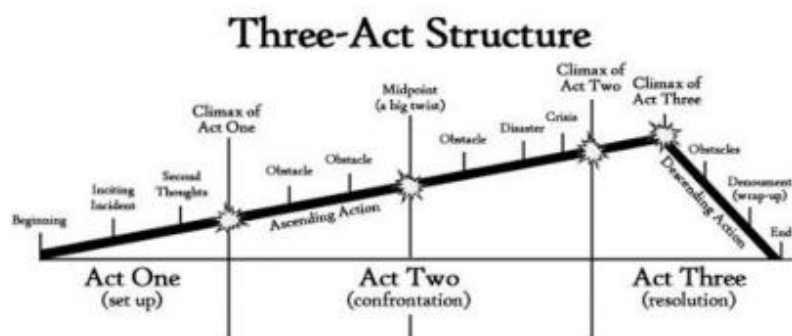 Three-Act Structure
Beginning
Inciting
Incident
Second
Thoughts
Climax of
Act One
Obstacle
Obstacle
Ascending Action
Midpoint
(a big twist)
Obstacle
Disaster
Crisis
Climax of
Act Two
Climax of
Act Three
Obstacles
Descending Action
Denoument
(wrap-up)
End
Act One
(set up)
Act Two
(confrontation)
Act Three
(resolution)